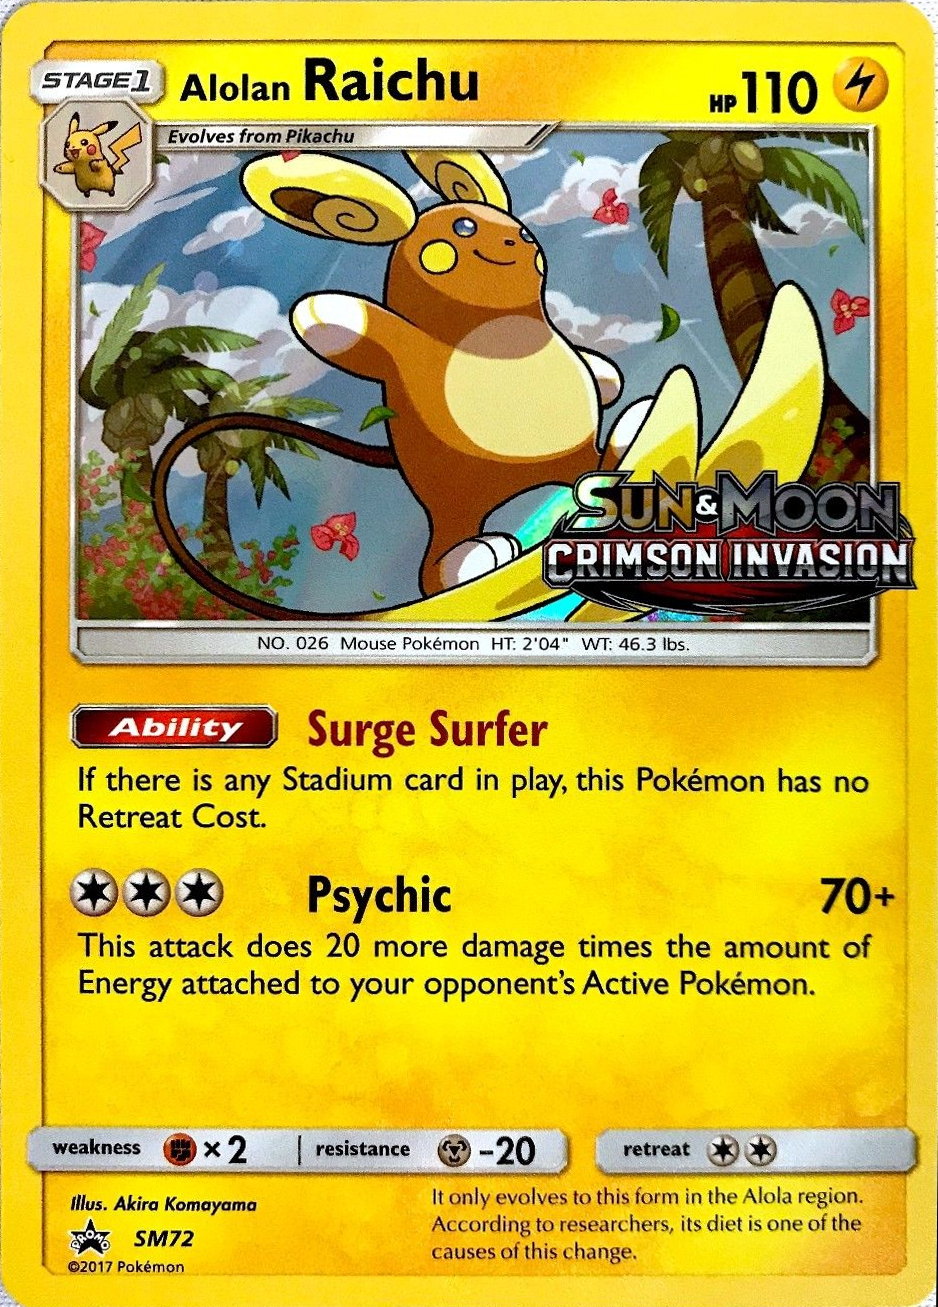 STAGE1 Alolan Raichu HP 110
Evolves from Pikachu
SUN & MOON
CRIMSON INVASION
NO. 026 Mouse Pokémon HT: 2'04" WT: 46.3 lbs.
Ability Surge Surfer
If there is any Stadium card in play, this Pokémon has no
Retreat Cost.
Psychic 70+
This attack does 20 more damage times the amount of
Energy attached to your opponent's Active Pokémon.
weakness ×2 | resistance -20 retreat
Illus. Akira Komayama
PROMO SM72
©2017 Pokémon
It only evolves to this form in the Alola region.
According to researchers, its diet is one of the
causes of this change.